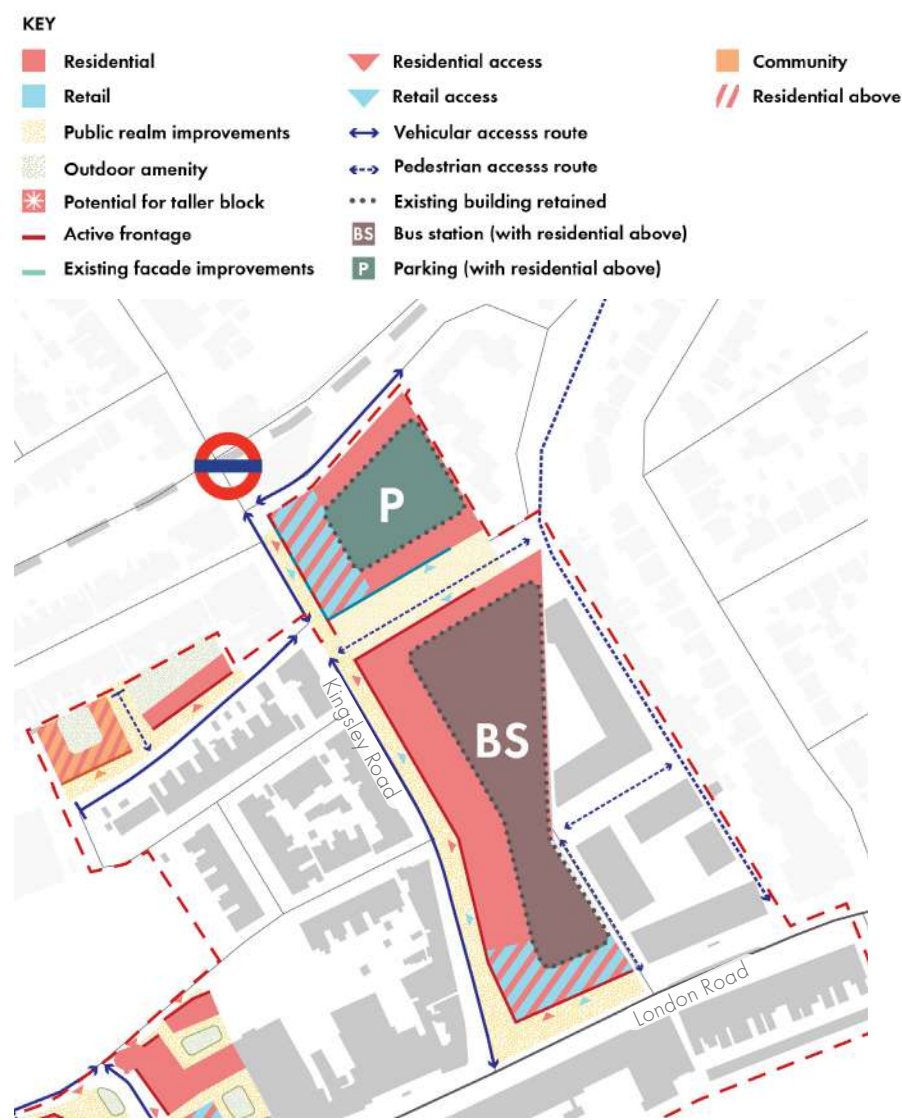 KEY
Residential
Retail
Public realm improvements
Outdoor amenity
Potential for taller block
Active frontage
Existing facade improvements
Residential access
Retail access
Vehicular accesss route
Pedestrian accesss route
Existing building retained
BS Bus station (with residential above)
P Parking (with residential above)
Community
Residential above
P
BS
Kingsley Road
London Road